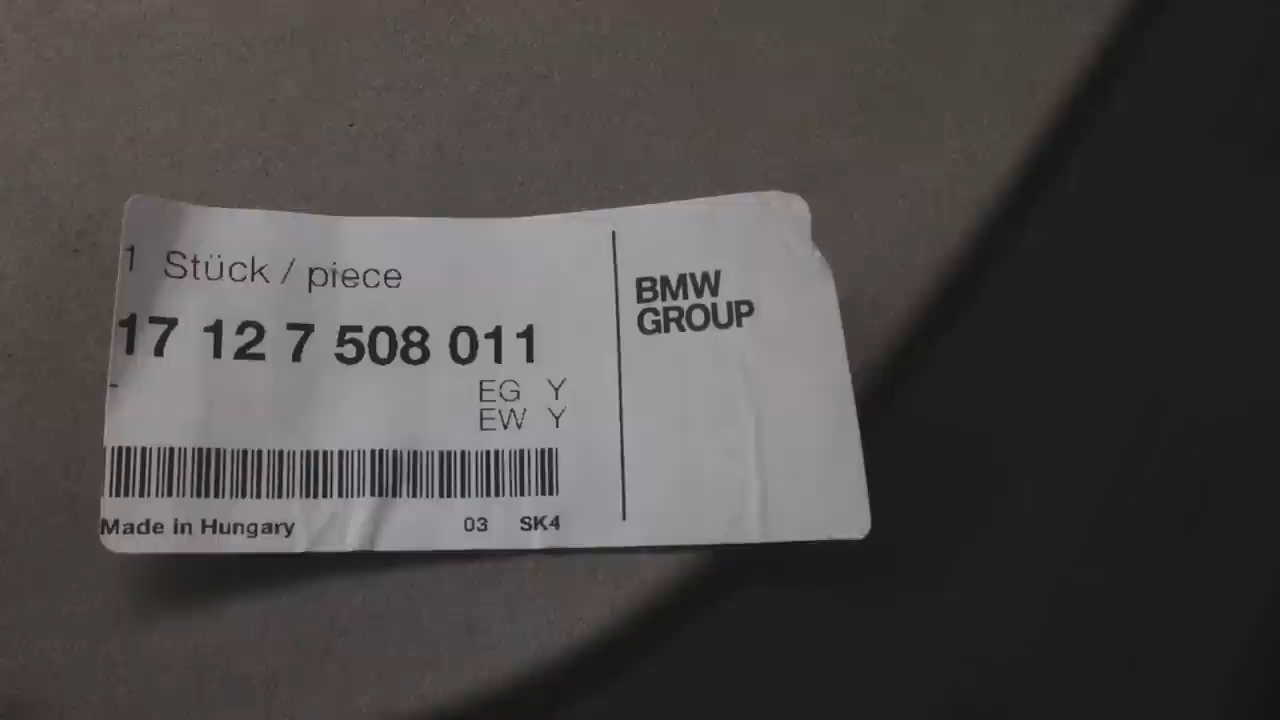 1 Stück / piece
17 12 7 508 011
-
EG Y
EW Y
Made in Hungary 03 SK4
BMW
GROUP